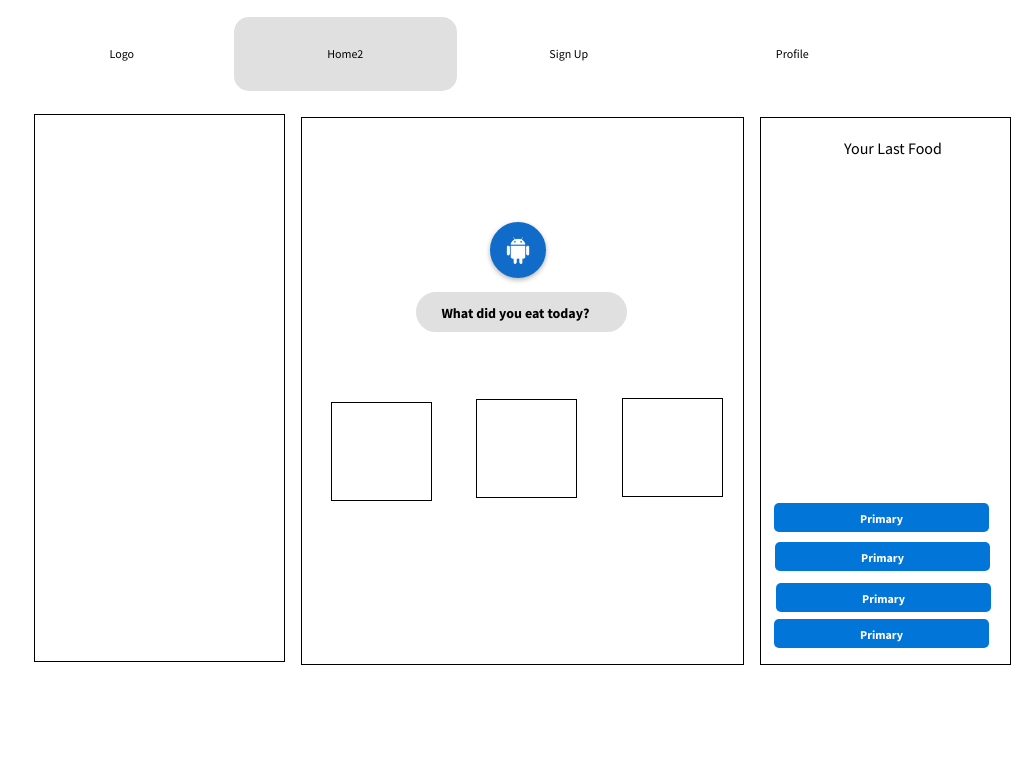 Logo
Home2
Sign Up
Profile
Your Last Food
What did you eat today?
Primary
Primary
Primary
Primary